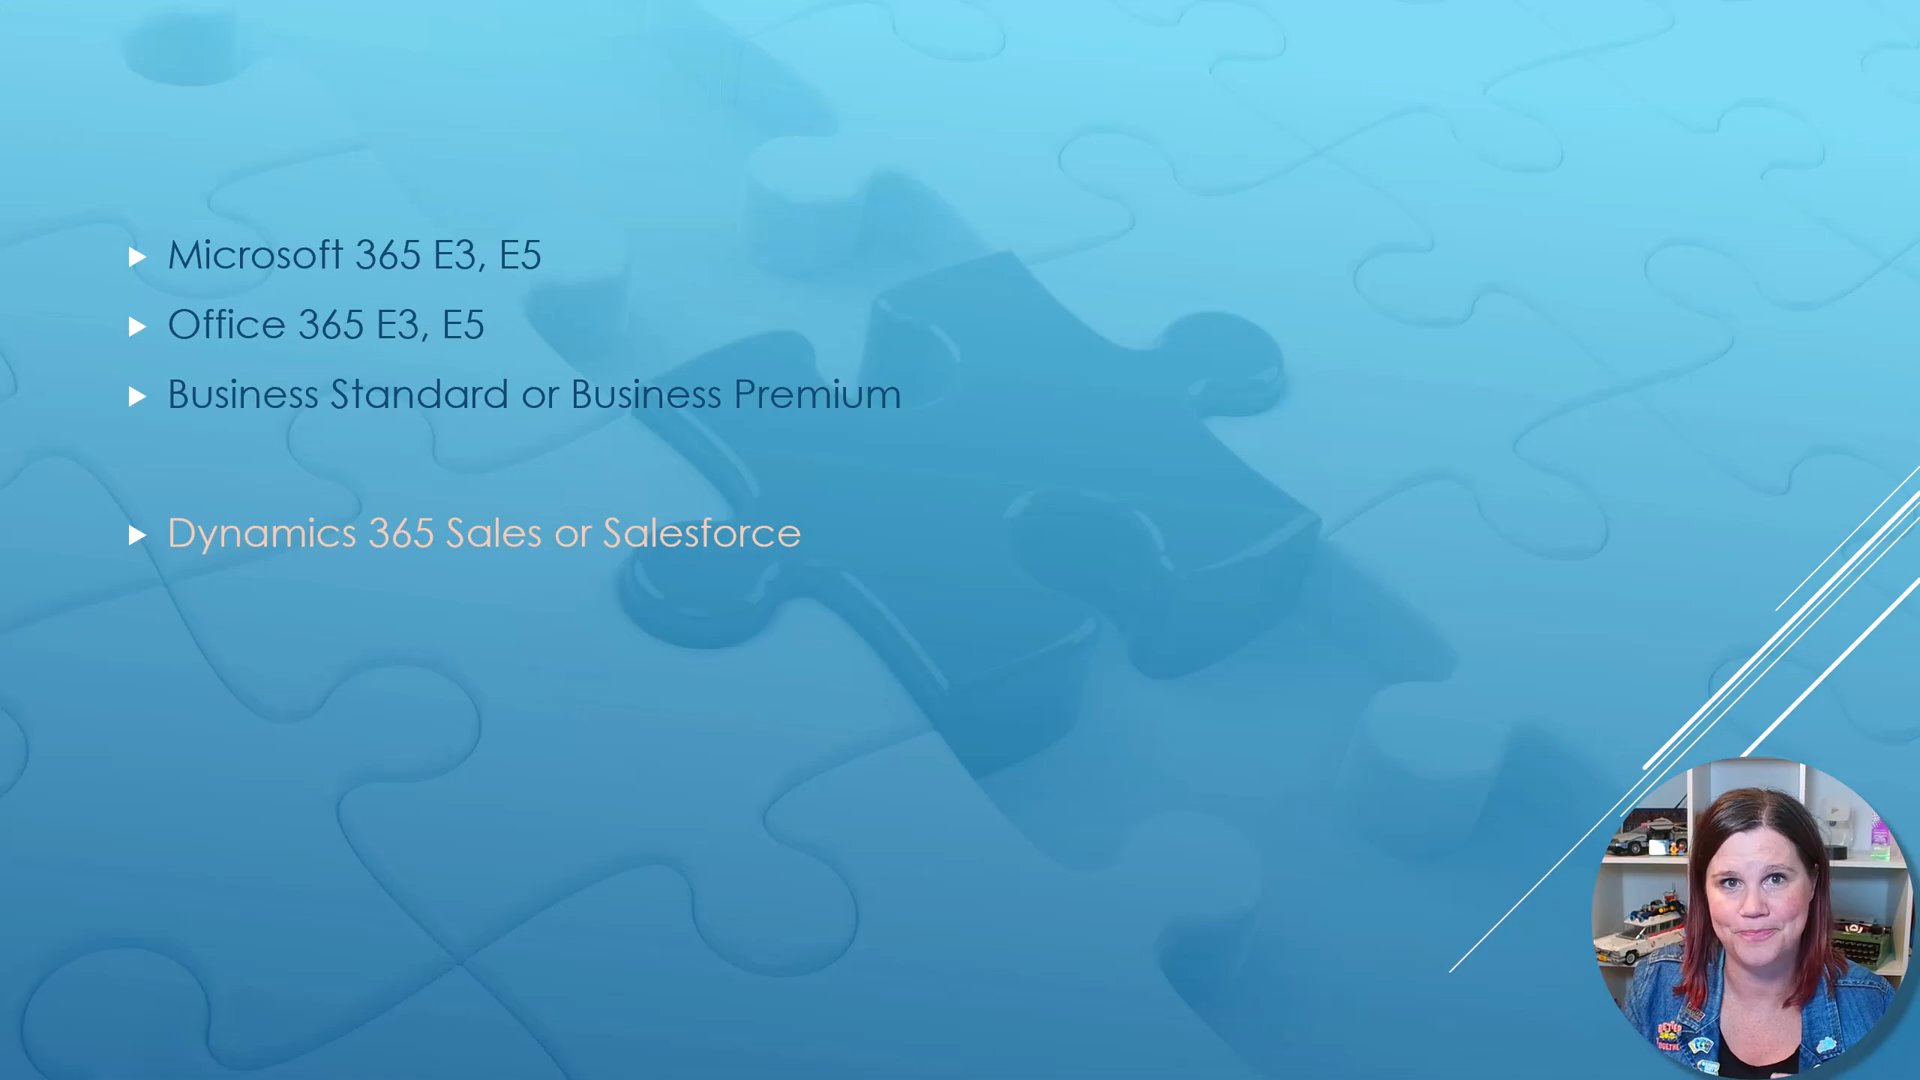 Microsoft 365 E3, E5
Office 365 E3, E5
Business Standard or Business Premium
Dynamics 365 Sales or Salesforce